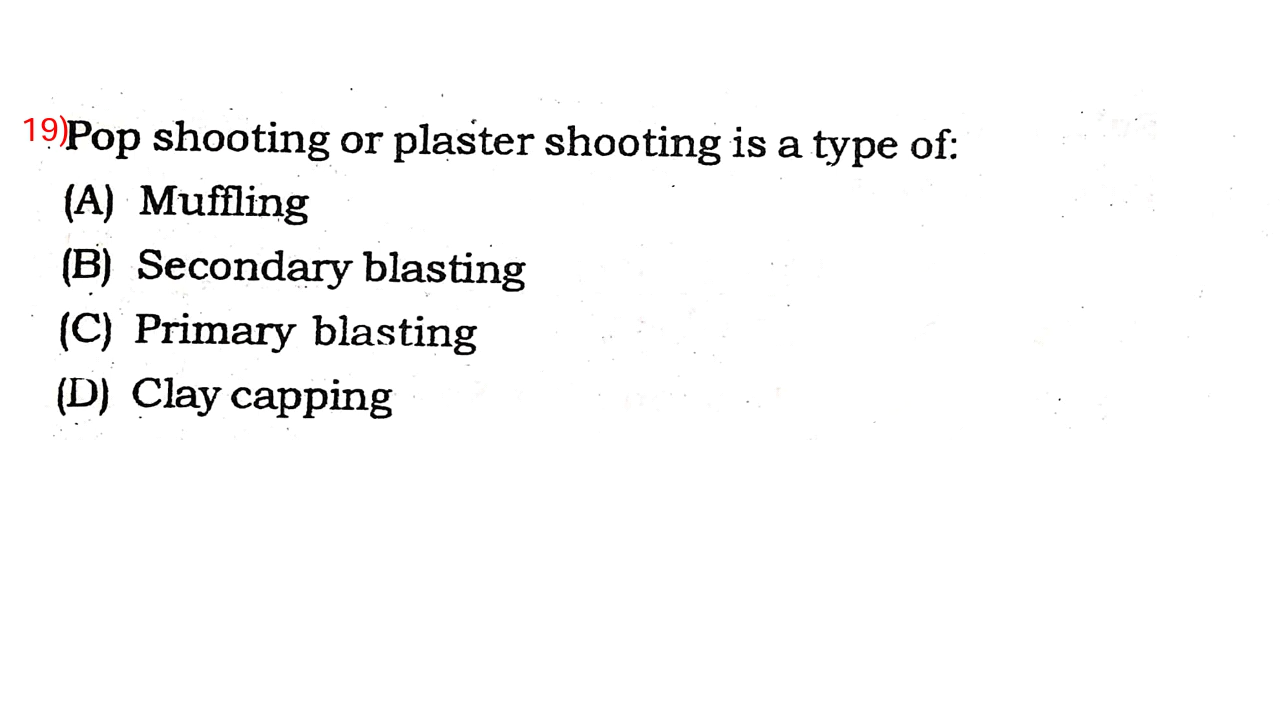 19)Pop shooting or plaster shooting is a type of:
(A) Muffling
(B) Secondary blasting
(C) Primary blasting
(D) Clay capping